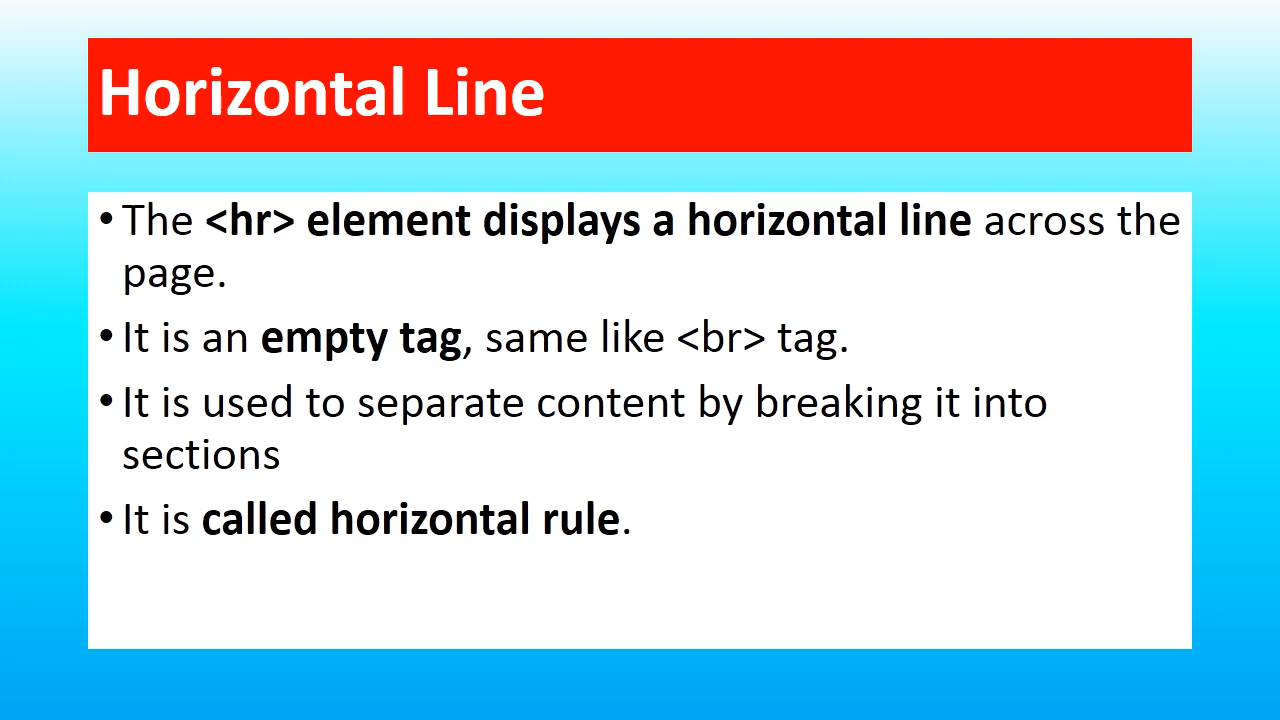 Horizontal Line
• The <hr> element displays a horizontal line across the
page.
• It is an empty tag, same like <br> tag.
• It is used to separate content by breaking it into
sections
• It is called horizontal rule.